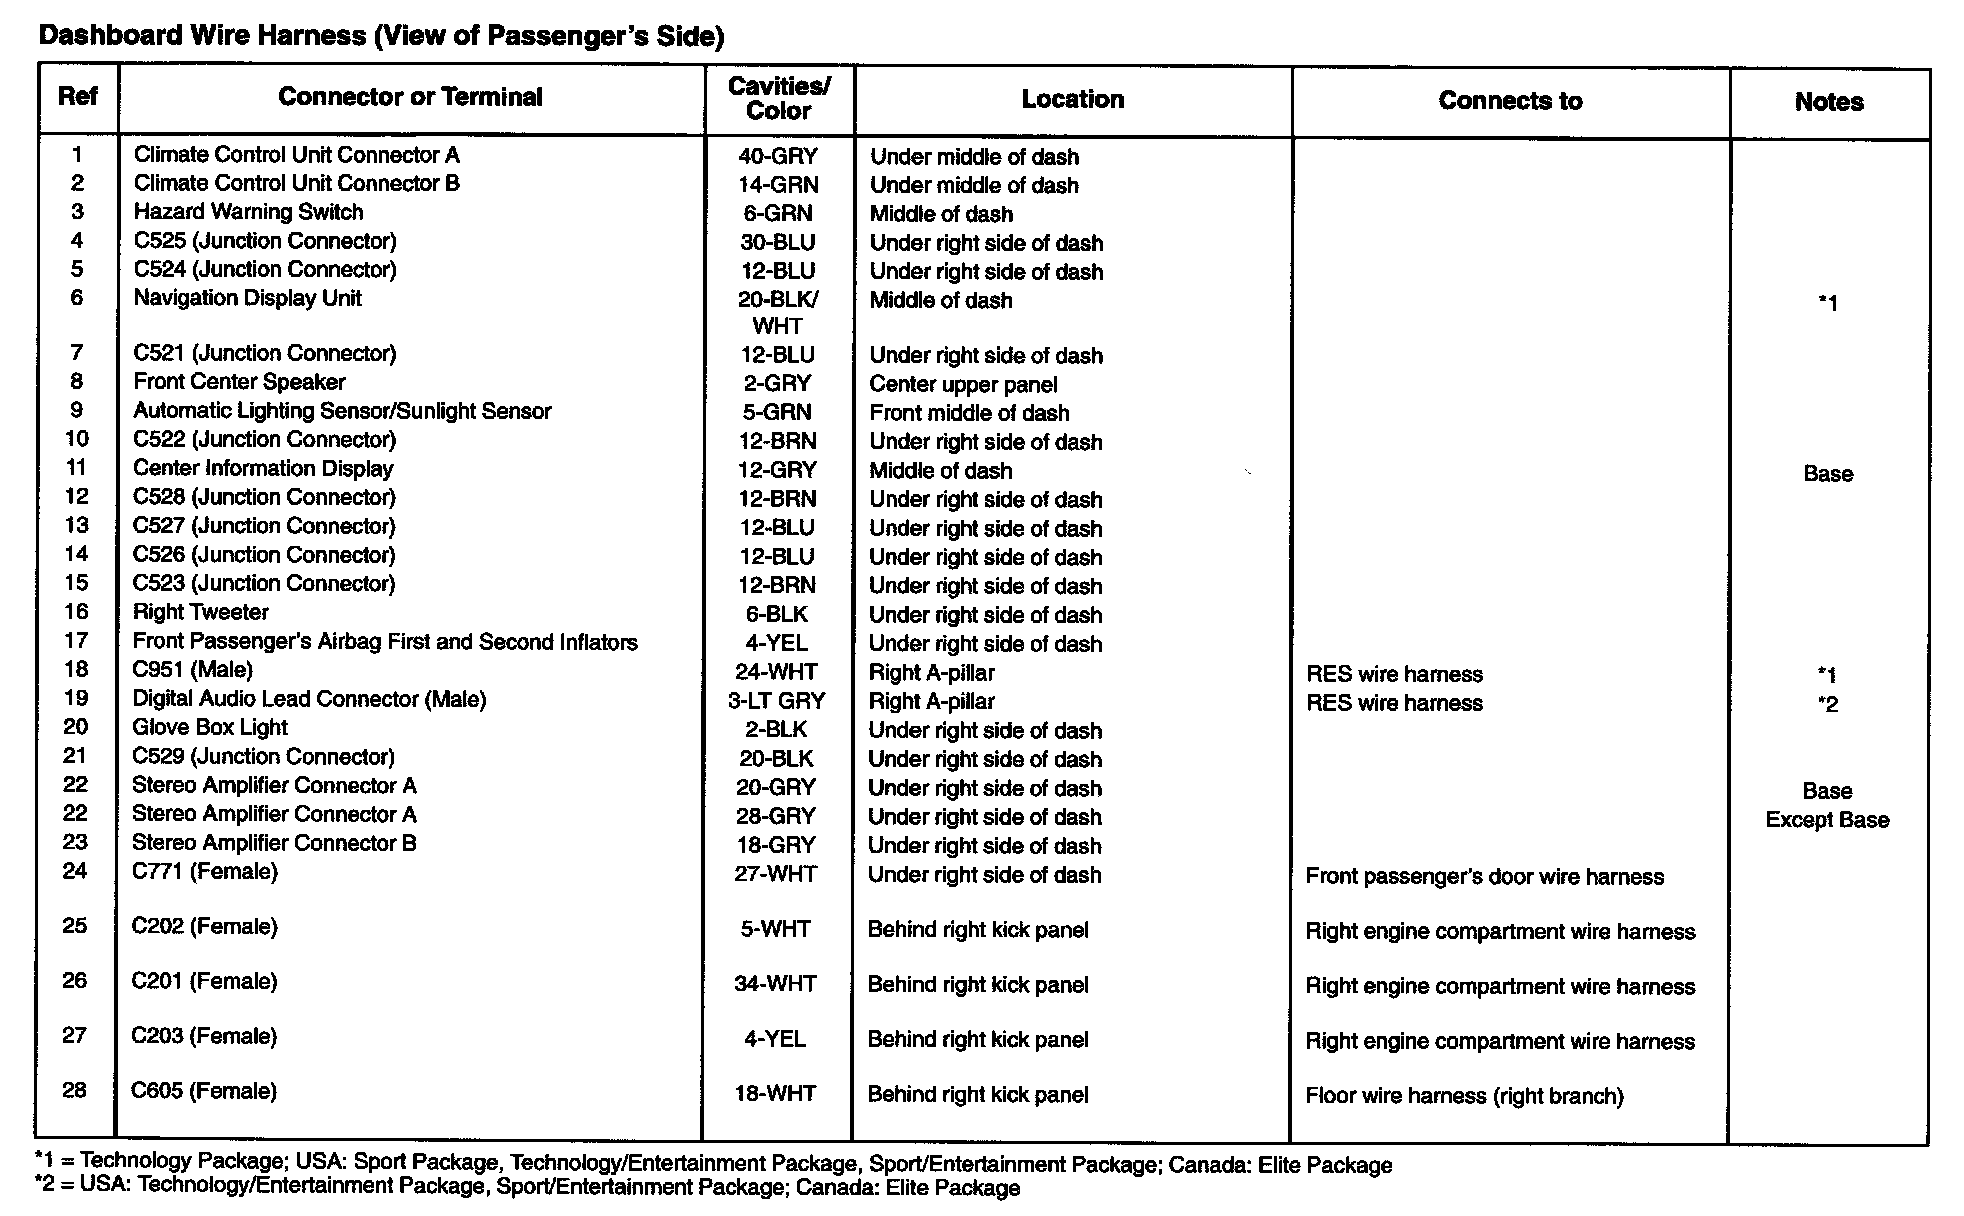 Dashboard Wire Harness (View of Passenger's Side)
Ref Connector or Terminal Cavities/ Color Location Connects to Notes
1 Climate Control Unit Connector A 40-GRY Under middle of dash
2 Climate Control Unit Connector B 14-GRN Under middle of dash
3 Hazard Warning Switch 6-GRN Middle of dash
4 C525 (Junction Connector) 30-BLU Under right side of dash
5 C524 (Junction Connector) 12-BLU Under right side of dash
6 Navigation Display Unit 20-BLK/ Middle of dash *1
WHT
7 C521 (Junction Connector) 12-BLU Under right side of dash
8 Front Center Speaker 2-GRY Center upper panel
9 Automatic Lighting Sensor/Sunlight Sensor 5-GRN Front middle of dash
10 C522 (Junction Connector) 12-BRN Under right side of dash
11 Center Information Display 12-GRY Middle of dash Base
12 C528 (Junction Connector) 12-BRN Under right side of dash
13 C527 (Junction Connector) 12-BLU Under right side of dash
14 C526 (Junction Connector) 12-BLU Under right side of dash
15 C523 (Junction Connector) 12-BRN Under right side of dash
16 Right Tweeter 6-BLK Under right side of dash
17 Front Passenger's Airbag First and Second Inflators 4-YEL Under right side of dash
18 C951 (Male) 24-WHT Right A-pillar RES wire harness *1
19 Digital Audio Lead Connector (Male) 3-LT GRY Right A-pillar RES wire harness *2
20 Glove Box Light 2-BLK Under right side of dash
21 C529 (Junction Connector) 20-BLK Under right side of dash
22 Stereo Amplifier Connector A 20-GRY Under right side of dash Base
22 Stereo Amplifier Connector A 28-GRY Under right side of dash Except Base
23 Stereo Amplifier Connector B 18-GRY Under right side of dash
24 C771 (Female) 27-WHT Under right side of dash Front passenger's door wire harness
25 C202 (Female) 5-WHT Behind right kick panel Right engine compartment wire harness
26 C201 (Female) 34-WHT Behind right kick panel Right engine compartment wire harness
27 C203 (Female) 4-YEL Behind right kick panel Right engine compartment wire harness
28 C605 (Female) 18-WHT Behind right kick panel Floor wire harness (right branch)
*1 = Technology Package; USA: Sport Package, Technology/Entertainment Package, Sport/Entertainment Package; Canada: Elite Package
*2 = USA: Technology/Entertainment Package, Sport/Entertainment Package; Canada: Elite Package